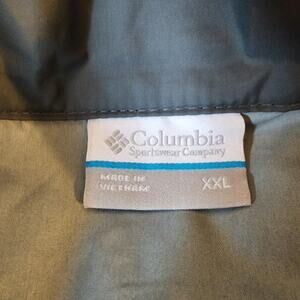 Columbia
Sportswear Company
MADE IN
VIETNAM
XXL